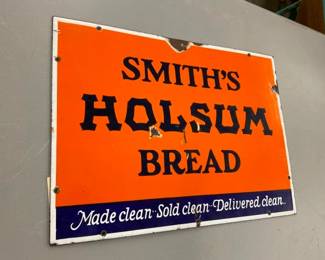 SMITH'S
HOLSUM
BREAD
Made clean Sold clean Delivered clean